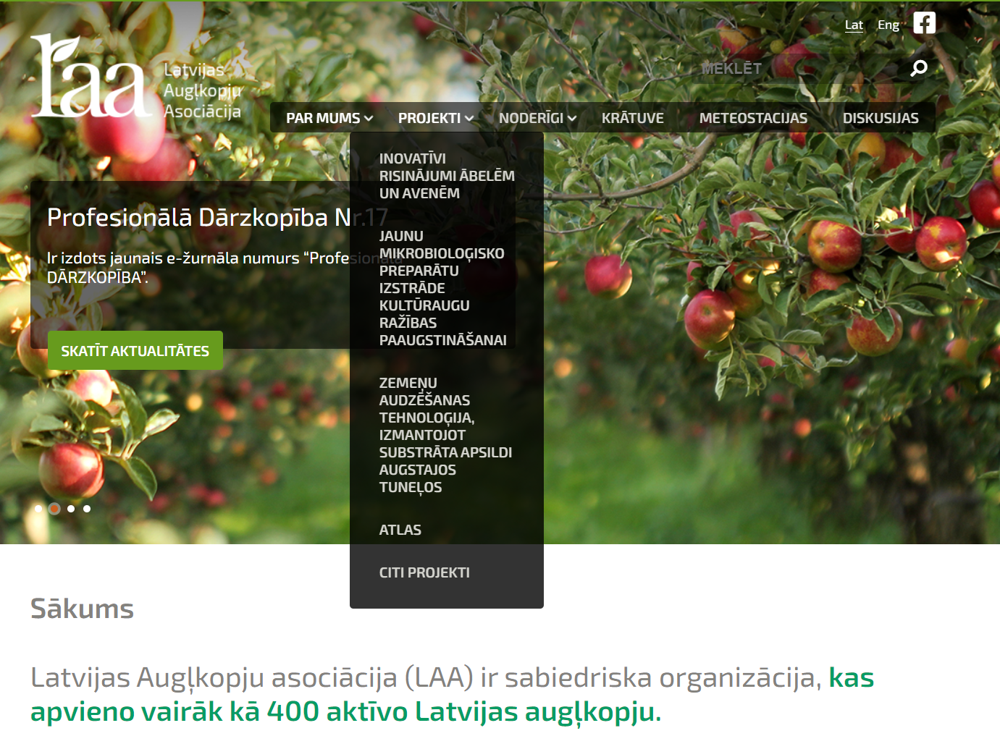 Lat Eng
raa
Latvijas
Augļkopju
Asociācija
MEKLĒT
PAR MUMS PROJEKTI NODERĪGI KRĀTUVE METEOSTACIJAS DISKUSIJAS
INOVATĪVI
RISINĀJUMI ĀBELĒM
UN AVENĒM
JAUNU
MIKROBIOLOĢISKO
PREPARĀTU
IZSTRĀDE
KULTŪRAUGU
RAŽĪBAS
PAAUGSTINĀŠANAI
ZEMEŅU
AUDZĒŠANAS
TEHNOLOĢIJA,
IZMANTOJOT
SUBSTRĀTA APSILDI
AUGSTAJOS
TUNEĻOS
ATLAS
CITI PROJEKTI
Profesionālā Dārzkopība Nr.17
Ir izdots jaunais e-žurnāla numurs “Profesionālā
DĀRZKOPĪBA”.
SKATĪT AKTUALITĀTES
Sākums
Latvijas Augļkopju asociācija (LAA) ir sabiedriska organizācija, kas
apvieno vairāk kā 400 aktīvo Latvijas augļkopju.